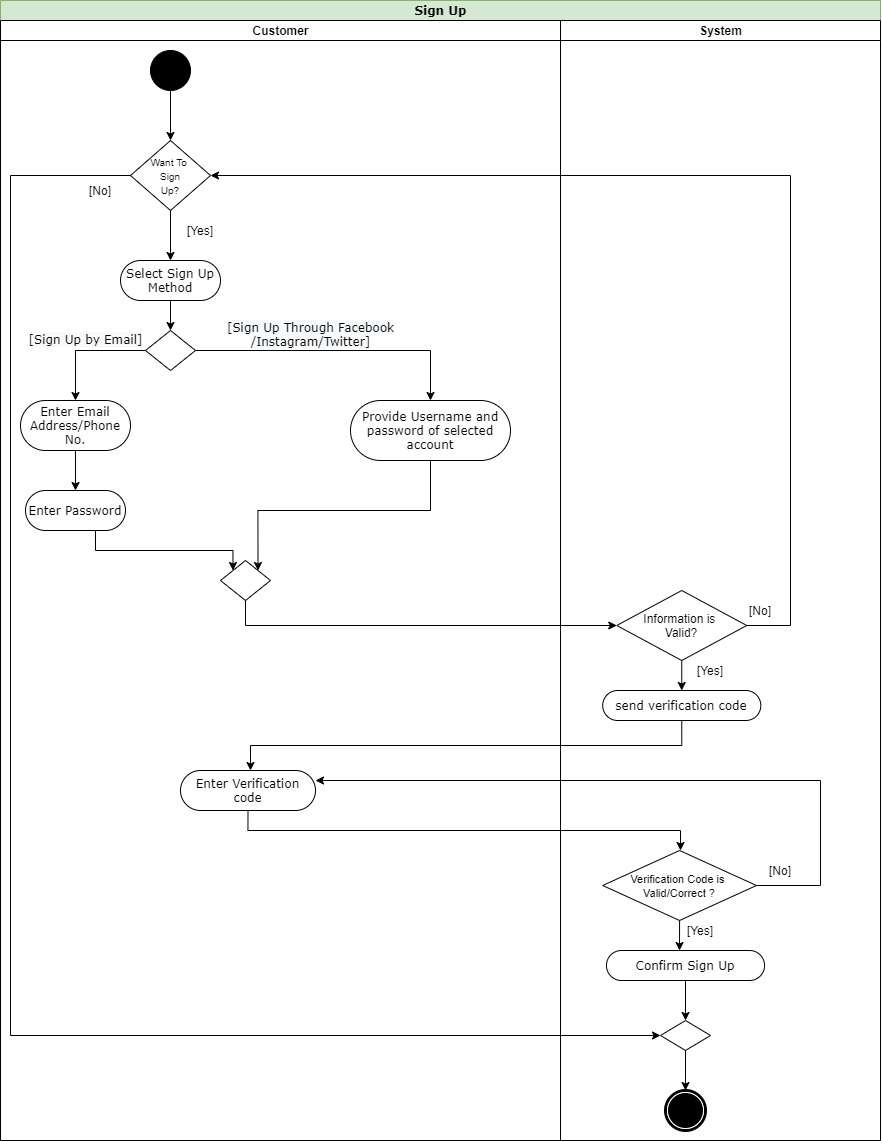 Sign Up
Customer
System
Want To
Sign
Up?
[No]
[Yes]
Select Sign Up
Method
[Sign Up by Email]
[Sign Up Through Facebook
/Instagram/Twitter]
Enter Email
Address/Phone
No.
Provide Username and
password of selected
account
Enter Password
Information is
Valid?
[No]
[Yes]
send verification code
Enter Verification
code
Verification Code is
Valid/Correct ?
[No]
[Yes]
Confirm Sign Up